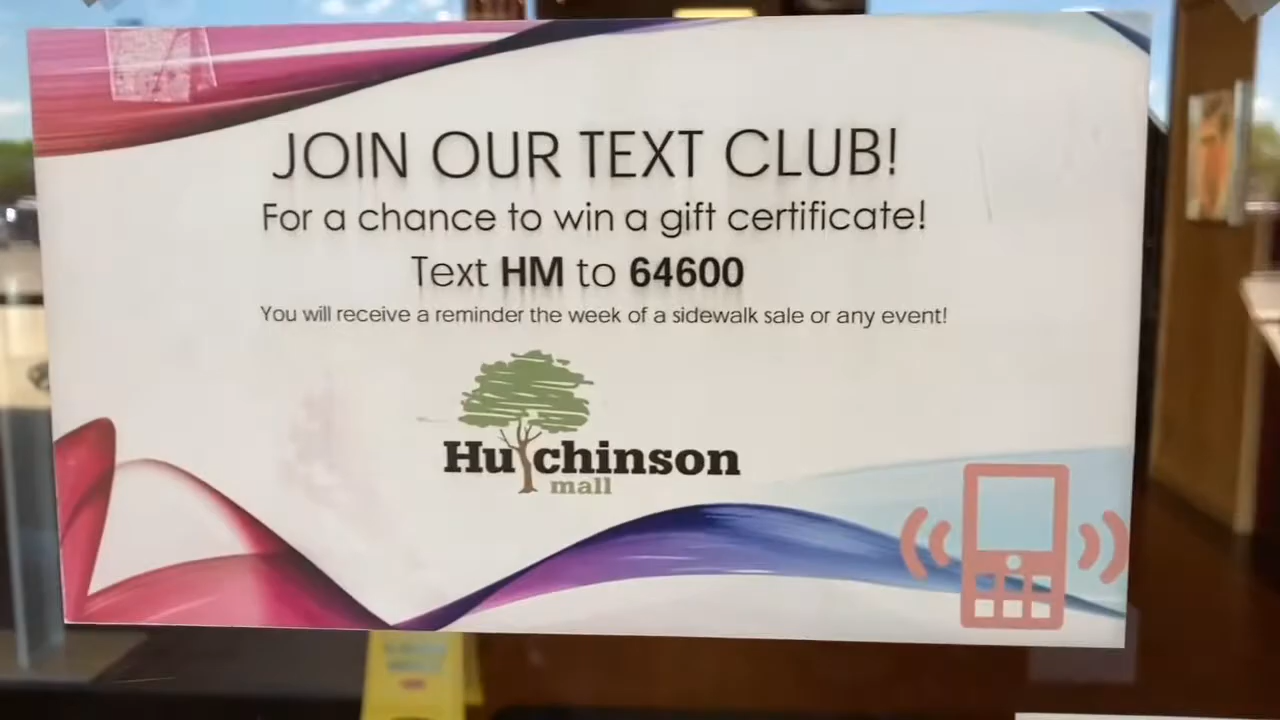 JOIN OUR TEXT CLUB!
For a chance to win a gift certificate!
Text HM to 64600
You will receive a reminder the week of a sidewalk sale or any event!
Hutchinson
mall